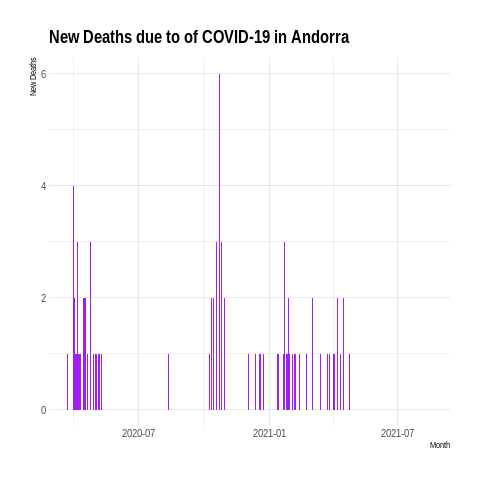 New Deaths due to of COVID-19 in Andorra
New Deaths
6
4
2
0
2020-07
2021-01
2021-07
Month